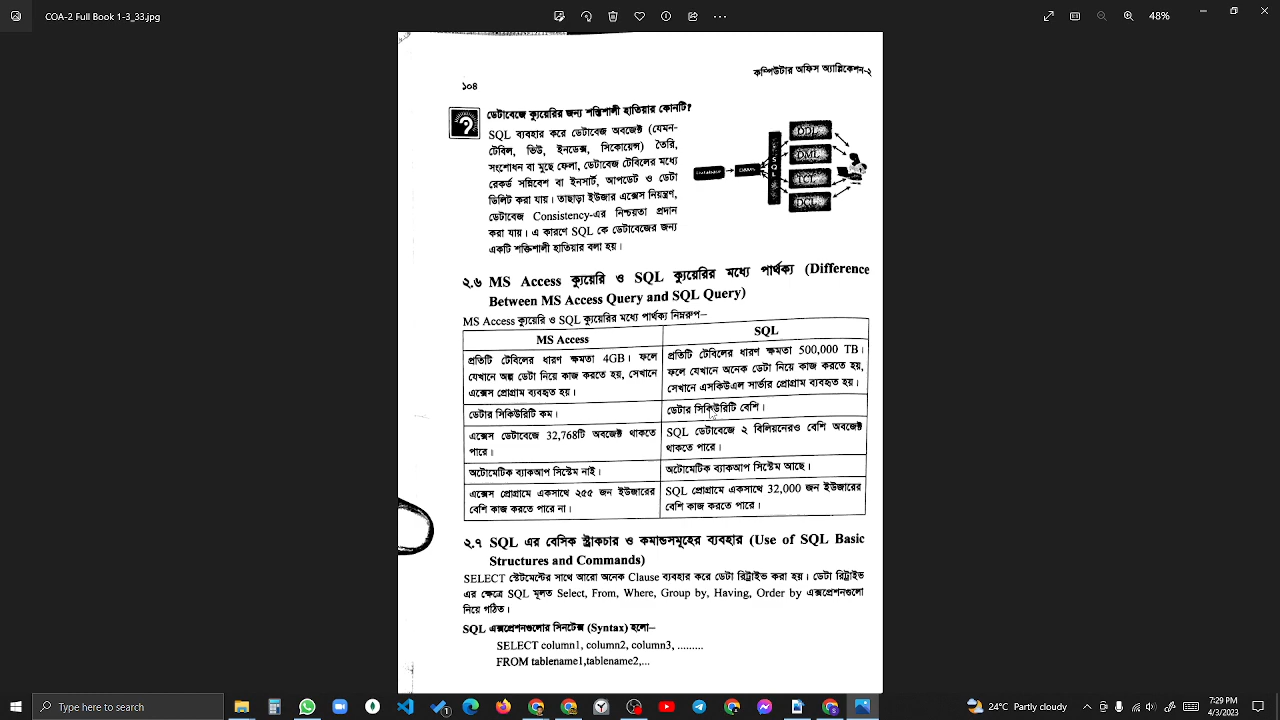 CO-2 Full Book -1_33.jpg
46%
কম্পিউটার অফিস অ্যাপ্লিকেশন-২
১০৪
ডেটাবেজে ক্যুয়েরির জন্য শক্তিশালী হাতিয়ার কোনটি?
SQL ব্যবহার করে ডেটাবেজ অবজেক্ট (যেমন-
টেবিল, ভিউ, ইনডেক্স, সিকোয়েন্স) তৈরি,
সংশোধন বা মুছে ফেলা, ডেটাবেজ টেবিলের মধ্যে
রেকর্ড সন্নিবেশ বা ইনসার্ট, আপডেট ও ডেটা
ডিলিট করা যায়। তাছাড়া ইউজার এক্সেস নিয়ন্ত্রণ,
ডেটাবেজ Consistency-এর নিশ্চয়তা প্রদান
করা যায়। এ কারণে SQL কে ডেটাবেজের জন্য
একটি শক্তিশালী হাতিয়ার বলা হয়।
Database
DBMS
SQL
DDL
DML
TCL
DCL
২.৬ MS Access ক্যুয়েরি ও SQL ক্যুয়েরির মধ্যে পার্থক্য (Difference
Between MS Access Query and SQL Query)
MS Access ক্যুয়েরি ও SQL ক্যুয়েরির মধ্যে পার্থক্য নিম্নরুপ–
MS Access
SQL
প্রতিটি টেবিলের ধারণ ক্ষমতা 4GB। ফলে
যেখানে অল্প ডেটা নিয়ে কাজ করতে হয়, সেখানে
এক্সেস প্রোগ্রাম ব্যবহৃত হয়।
প্রতিটি টেবিলের ধারণ ক্ষমতা 500,000 TB।
ফলে যেখানে অনেক ডেটা নিয়ে কাজ করতে হয়,
সেখানে এসকিউএল সার্ভার প্রোগ্রাম ব্যবহৃত হয়।
ডেটার সিকিউরিটি কম।
ডেটার সিকিউরিটি বেশি।
এক্সেস ডেটাবেজে 32,768টি অবজেক্ট থাকতে
পারে।
SQL ডেটাবেজে ২ বিলিয়নেরও বেশি অবজেক্ট
থাকতে পারে।
অটোমেটিক ব্যাকআপ সিস্টেম নাই।
অটোমেটিক ব্যাকআপ সিস্টেম আছে।
এক্সেস প্রোগ্রামে একসাথে ২৫৫ জন ইউজারের
বেশি কাজ করতে পারে না।
SQL প্রোগ্রামে একসাথে 32,000 জন ইউজারের
বেশি কাজ করতে পারে।
২.৭ SQL এর বেসিক স্ট্রাকচার ও কমান্ডসমূহের ব্যবহার (Use of SQL Basic
Structures and Commands)
SELECT স্টেটমেন্টের সাথে আরো অনেক Clause ব্যবহার করে ডেটা রিট্রাইভ করা হয়। ডেটা রিট্রাইভ
এর ক্ষেত্রে SQL মূলত Select, From, Where, Group by, Having, Order by এক্সপ্রেশনগুলো
নিয়ে গঠিত।
SQL এক্সপ্রেশনগুলোর সিনটেক্স (Syntax) হলো–
SELECT column1, column2, column3, .........
FROM tablename1,tablename2,...
Type here to search
24°C Partly cloudy
7:29 PM
4/3/2023